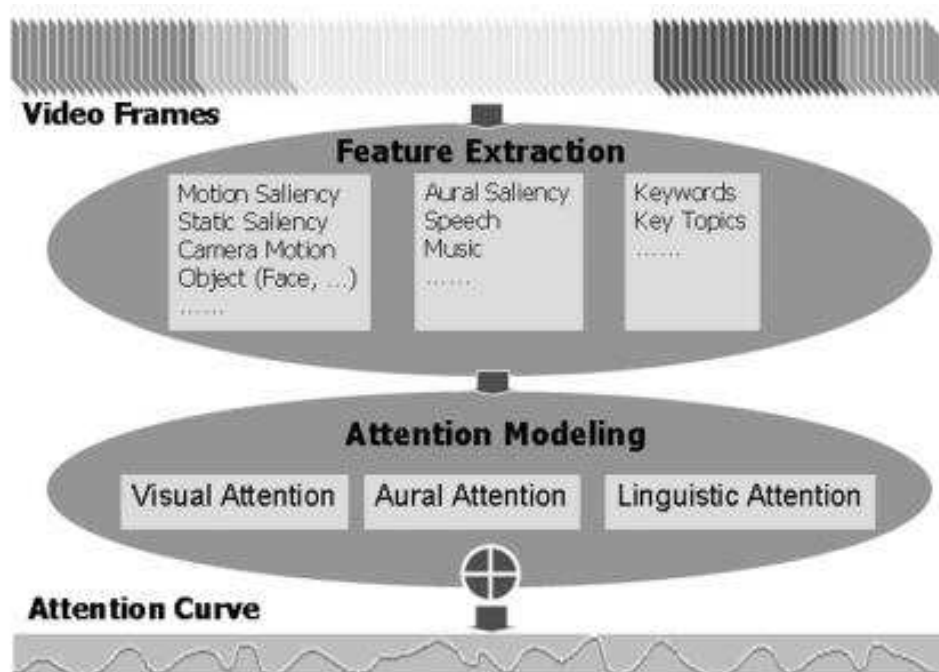 Video Frames
Feature Extraction
Motion Saliency
Static Saliency
Camera Motion
Object (Face, ...)
......
Aural Saliency
Speech
Music
......
Keywords
Key Topics
......
Attention Modeling
Visual Attention
Aural Attention
Linguistic Attention
Attention Curve